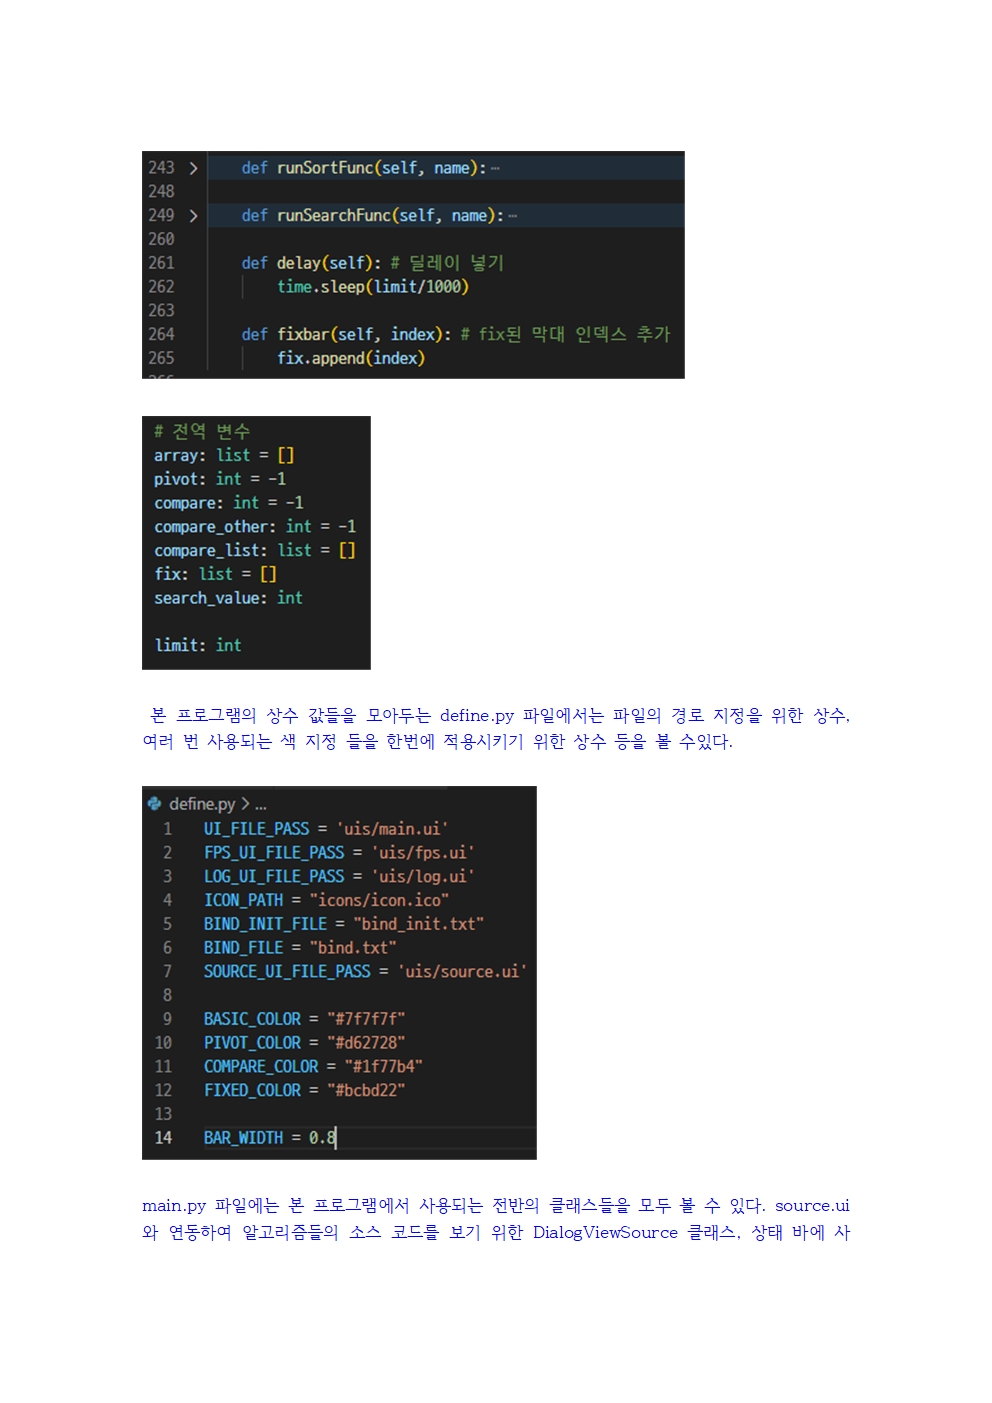 243 > def runSortFunc(self, name):…
248
249 > def runSearchFunc(self, name):…
260
261 def delay(self): # 딜레이 넣기
262 time.sleep(limit/1000)
263
264 def fixbar(self, index): # fix된 막대 인덱스 추가
265 fix.append(index)
# 전역 변수
array: list = []
pivot: int = -1
compare: int = -1
compare_other: int = -1
compare_list: list = []
fix: list = []
search_value: int
limit: int
본 프로그램의 상수 값들을 모아두는 define.py 파일에서는 파일의 경로 지정을 위한 상수,
여러 번 사용되는 색 지정 들을 한번에 적용시키기 위한 상수 등을 볼 수있다.
define.py > ...
1 UI_FILE_PASS = 'uis/main.ui'
2 FPS_UI_FILE_PASS = 'uis/fps.ui'
3 LOG_UI_FILE_PASS = 'uis/log.ui'
4 ICON_PATH = "icons/icon.ico"
5 BIND_INIT_FILE = "bind_init.txt"
6 BIND_FILE = "bind.txt"
7 SOURCE_UI_FILE_PASS = 'uis/source.ui'
8
9 BASIC_COLOR = "#7f7f7f"
10 PIVOT_COLOR = "#d62728"
11 COMPARE_COLOR = "#1f77b4"
12 FIXED_COLOR = "#bcbd22"
13
14 BAR_WIDTH = 0.8
main.py 파일에는 본 프로그램에서 사용되는 전반의 클래스들을 모두 볼 수 있다. source.ui
와 연동하여 알고리즘들의 소스 코드를 보기 위한 DialogViewSource 클래스, 상태 바에 사